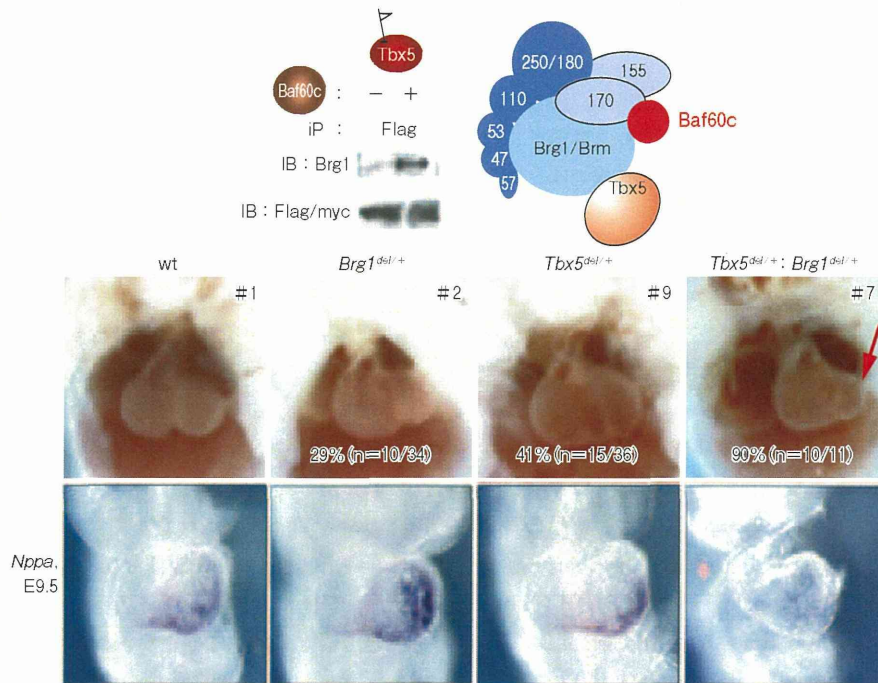 Tbx5
Baf60c : − +
iP : Flag
IB : Brg1
IB : Flag/myc
250/180
155
110
170
53
Baf60c
47
Brg1/Brm
57
Tbx5
wt
Brg1del/+
Tbx5del/+
Tbx5del/+ : Brg1del/+
#1
#2
#9
#7
29% (n=10/34)
41% (n=15/36)
90% (n=10/11)
Nppa,
E9.5